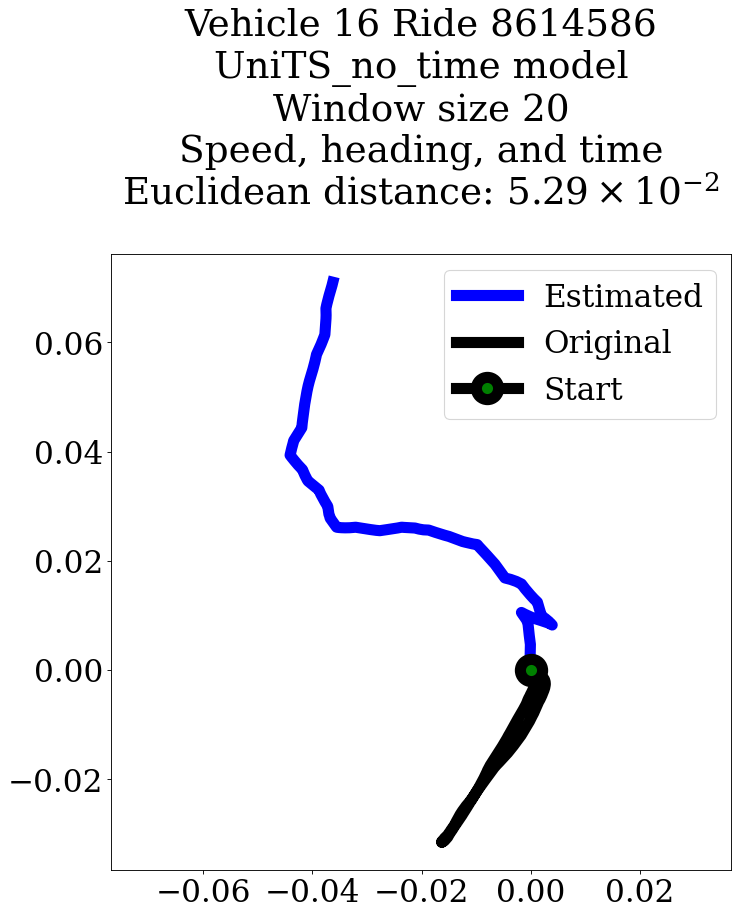 Vehicle 16 Ride 8614586
UniTS_no_time model
Window size 20
Speed, heading, and time
Euclidean distance: 5.29 × 10⁻²
Estimated
Original
Start
0.06
0.04
0.02
0.00
−0.02
−0.06 −0.04 −0.02 0.00 0.02